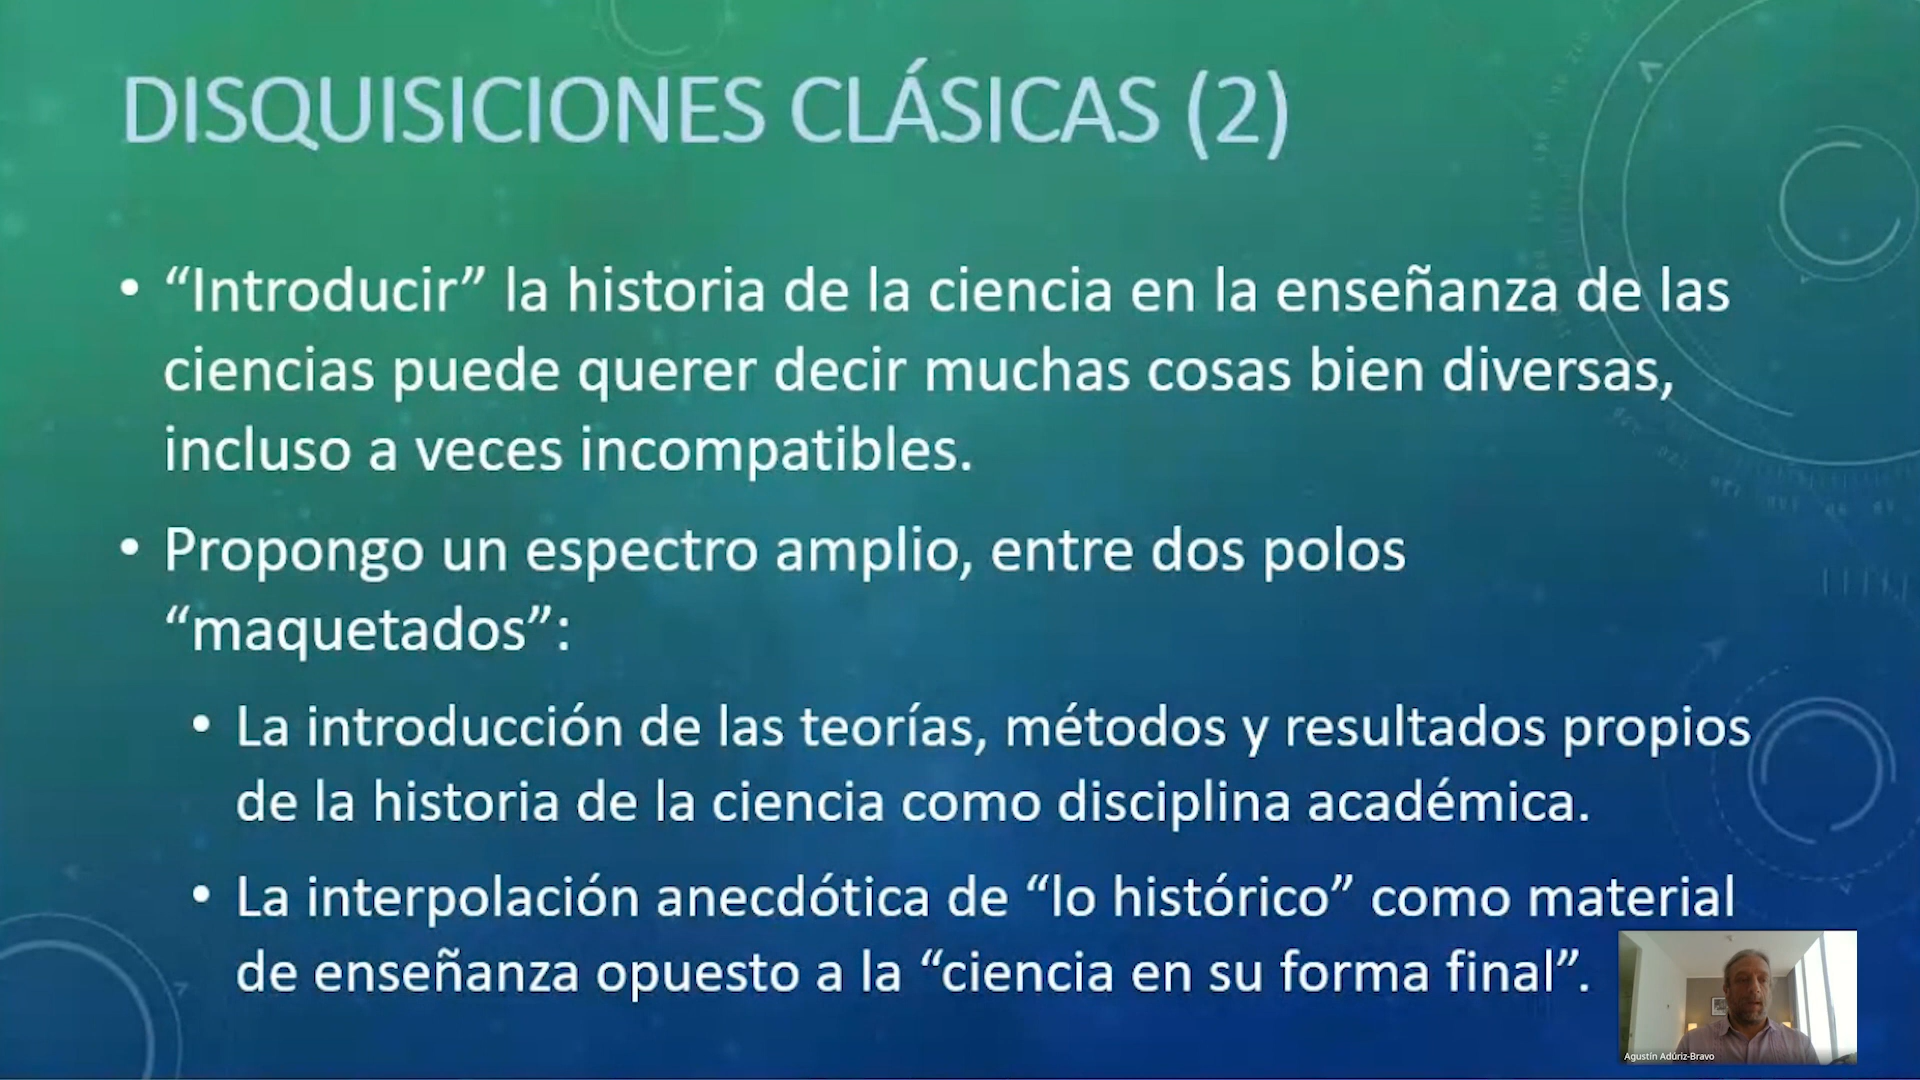 DISQUISICIONES CLÁSICAS (2)
• “Introducir” la historia de la ciencia en la enseñanza de las
ciencias puede querer decir muchas cosas bien diversas,
incluso a veces incompatibles.
• Propongo un espectro amplio, entre dos polos
“maquetados”:
• La introducción de las teorías, métodos y resultados propios
de la historia de la ciencia como disciplina académica.
• La interpolación anecdótica de “lo histórico” como material
de enseñanza opuesto a la “ciencia en su forma final”.
Agustín Adúriz-Bravo